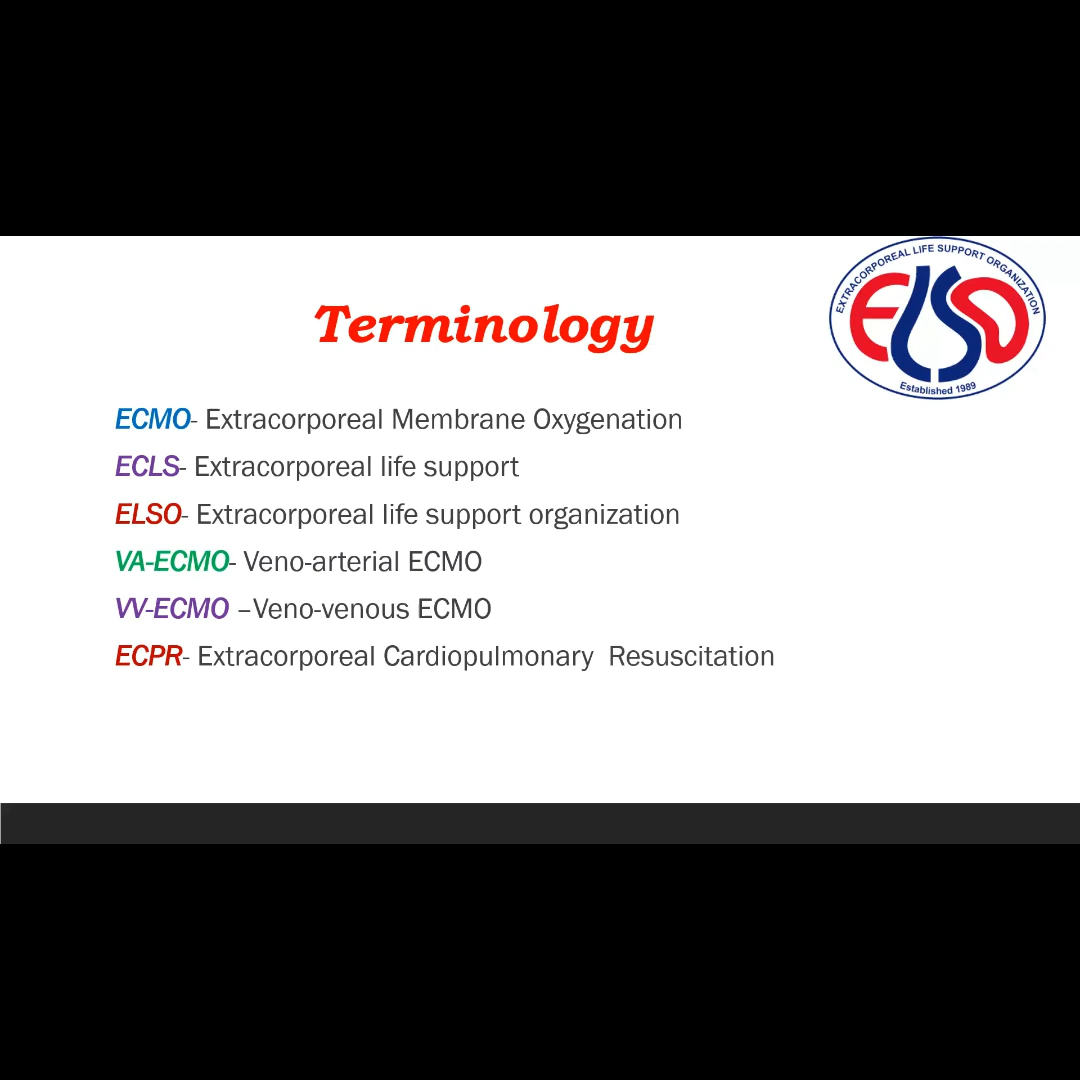 EXTRACORPOREAL LIFE SUPPORT ORGANIZATION
ELSO
Established 1989
Terminology
ECMO- Extracorporeal Membrane Oxygenation
ECLS- Extracorporeal life support
ELSO- Extracorporeal life support organization
VA-ECMO- Veno-arterial ECMO
VV-ECMO –Veno-venous ECMO
ECPR- Extracorporeal Cardiopulmonary  Resuscitation